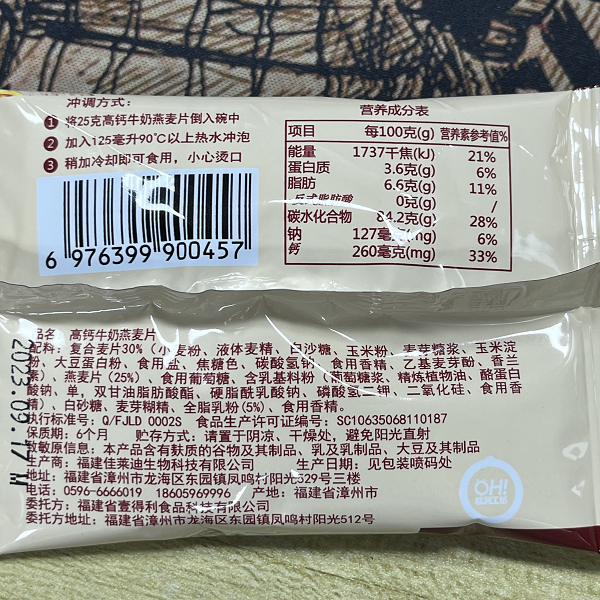 冲调方式:
1 将25克高钙牛奶燕麦片倒入碗中
2 加入125毫升90℃以上热水冲泡
3 稍加冷却即可食用，小心烫口
6 976399 900457
营养成分表
项目 每100克(g) 营养素参考值%
能量 1737千焦(kJ) 21%
蛋白质 3.6克(g) 6%
脂肪 6.6克(g) 11%
反式脂肪酸 0克(g) /
碳水化合物 84.2克(g) 28%
钠 127毫克(mg) 6%
钙 260毫克(mg) 33%
品名：高钙牛奶燕麦片
配料：复合麦片30%（小麦粉、液体麦精、白沙糖、玉米粉、麦芽糖浆、玉米淀
粉、大豆蛋白粉、食用盐、焦糖色、碳酸氢钠、食用香精、乙基麦芽酚、香兰
素）、燕麦片（25%）、食用葡萄糖、含乳基料粉（葡萄糖浆、精炼植物油、酪蛋白
酸钠、单，双甘油脂肪酸酯、硬脂酰乳酸钠、磷酸氢二钾、二氧化硅、食用香
精）、白砂糖、麦芽糊精、全脂乳粉(5%)、食用香精。
执行标准号：Q/FJLD 0002S 食品生产许可证编号：SC10635068110187
保质期：6个月 贮存方式：请置于阴凉、干燥处，避免阳光直射
致敏原信息：本产品含有麸质的谷物及其制品、乳及乳制品、大豆及其制品
生产商：福建佳莱迪生物科技有限公司 生产日期：见包装喷码处
地址：福建省漳州市龙海区东园镇凤鸣村阳光529号三楼
电话：0596-6666019 18605969996 产地：福建省漳州市
委托方：福建省壹得利食品科技有限公司
委托方地址：福建省漳州市龙海区东园镇凤鸣村阳光512号
2023.09.17 M
OH!